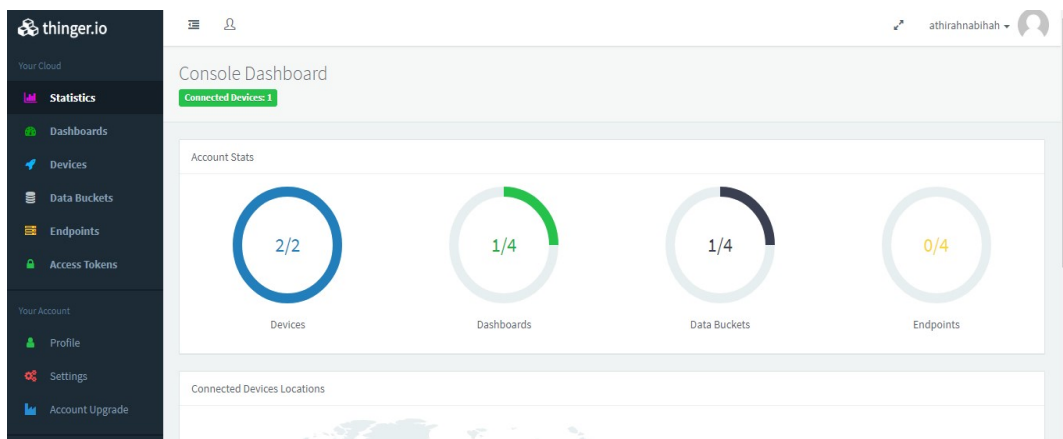 thinger.io
athirahnabihah
Your Cloud
Statistics
Dashboards
Devices
Data Buckets
Endpoints
Access Tokens
Your Account
Profile
Settings
Account Upgrade
Console Dashboard
Connected Devices: 1
Account Stats
2/2 1/4 1/4 0/4
Devices Dashboards Data Buckets Endpoints
Connected Devices Locations